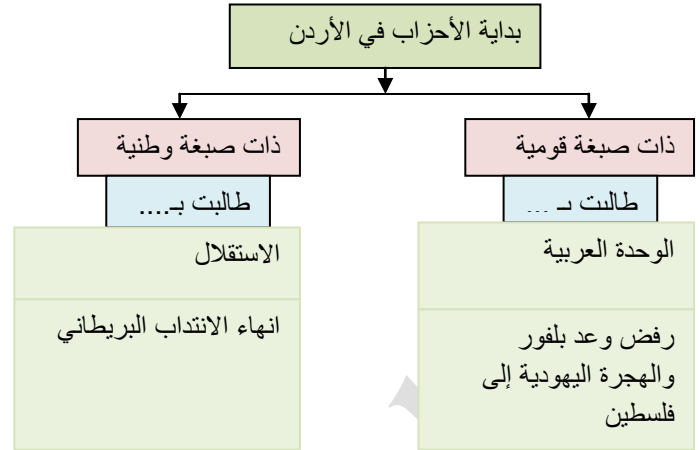 بداية الأحزاب في الأردن
ذات صبغة قومية
طالبت بـ ...
الوحدة العربية
رفض وعد بلفور
والهجرة اليهودية إلى
فلسطين
ذات صبغة وطنية
طالبت بـ....
الاستقلال
انهاء الانتداب البريطاني